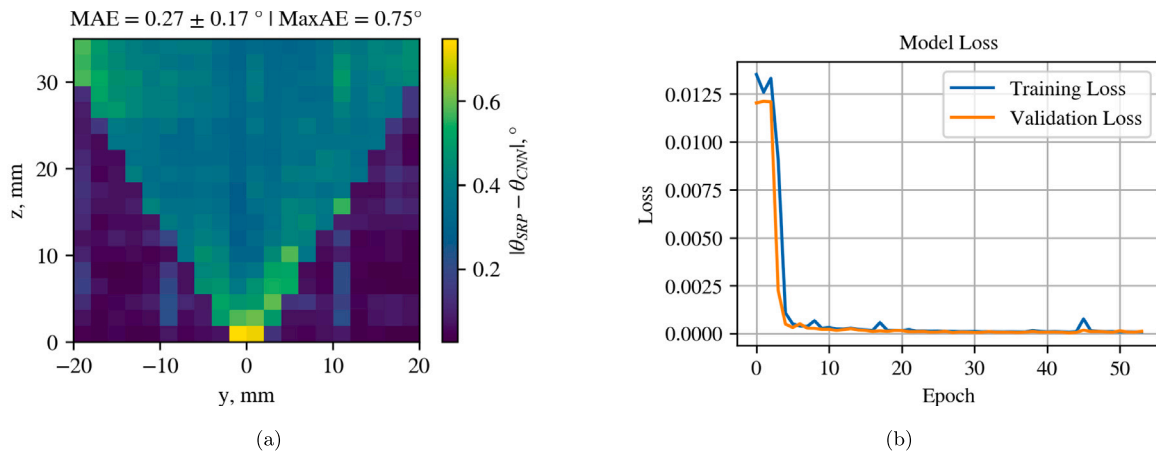 MAE = 0.27 ± 0.17 ° | MaxAE = 0.75°
30
20
10
0
z, mm
−20
−10
0
10
20
y, mm
0.6
0.4
0.2
|θSRP − θCNN|, °
(a)
Model Loss
Training Loss
Validation Loss
0.0125
0.0100
0.0075
0.0050
0.0025
0.0000
Loss
0
10
20
30
40
50
Epoch
(b)